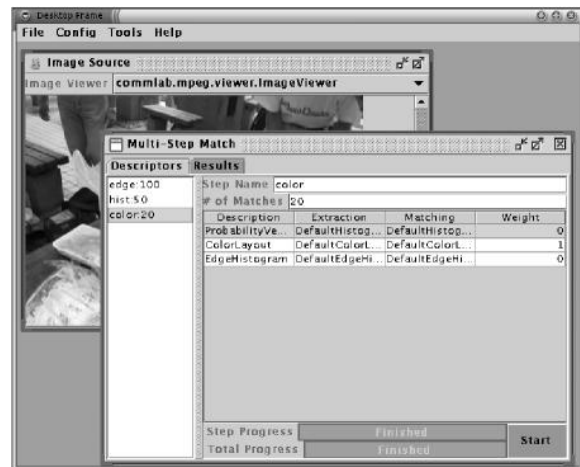 Desktop Frame
File Config Tools Help
Image Source
Image Viewer commlab.mpeg.viewer.ImageViewer
Multi-Step Match
Descriptors Results
edge:100
hist:50
color:20
Step Name color
# of Matches 20
Description Extraction Matching Weight
ProbabilityVe... DefaultHistog... DefaultHistog... 0
ColorLayout DefaultColorL... DefaultColorL... 1
EdgeHistogram DefaultEdgeHi... DefaultEdgeHi... 0
Step Progress Finished
Total Progress Finished
Start